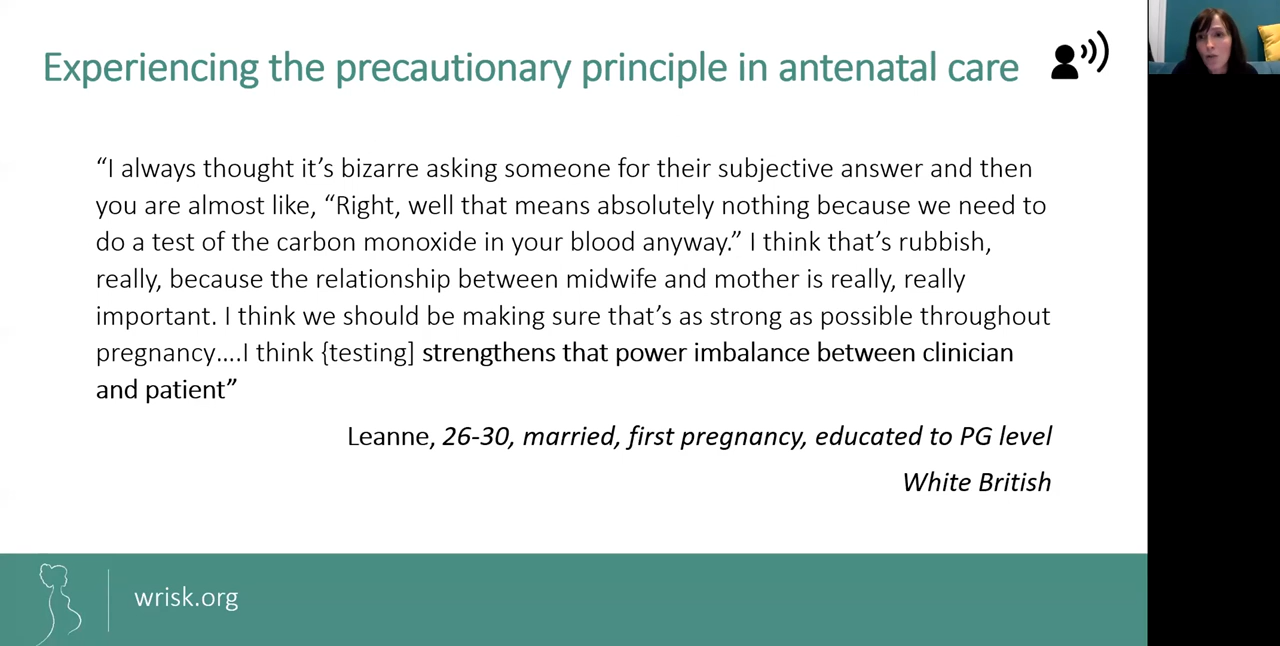 Experiencing the precautionary principle in antenatal care
“I always thought it’s bizarre asking someone for their subjective answer and then
you are almost like, “Right, well that means absolutely nothing because we need to
do a test of the carbon monoxide in your blood anyway.” I think that’s rubbish,
really, because the relationship between midwife and mother is really, really
important. I think we should be making sure that’s as strong as possible throughout
pregnancy....I think {testing] strengthens that power imbalance between clinician
and patient”
Leanne, 26-30, married, first pregnancy, educated to PG level
White British
wrisk.org